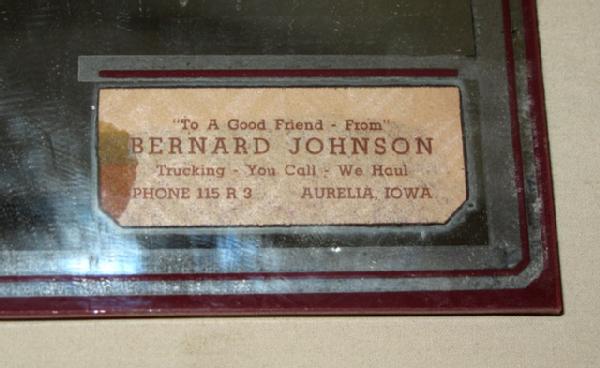 "To A Good Friend - From"
BERNARD JOHNSON
Trucking - You Call - We Haul
PHONE 115 R 3 AURELIA, IOWA